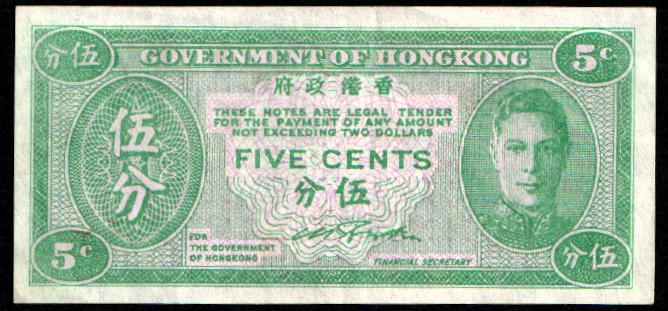 分伍
GOVERNMENT OF HONGKONG
5¢
府政港香
THESE NOTES ARE LEGAL TENDER
FOR THE PAYMENT OF ANY AMOUNT
NOT EXCEEDING TWO DOLLARS
伍分
FIVE CENTS
分伍
FOR
THE GOVERNMENT
OF HONGKONG
FINANCIAL SECRETARY
5¢
分伍